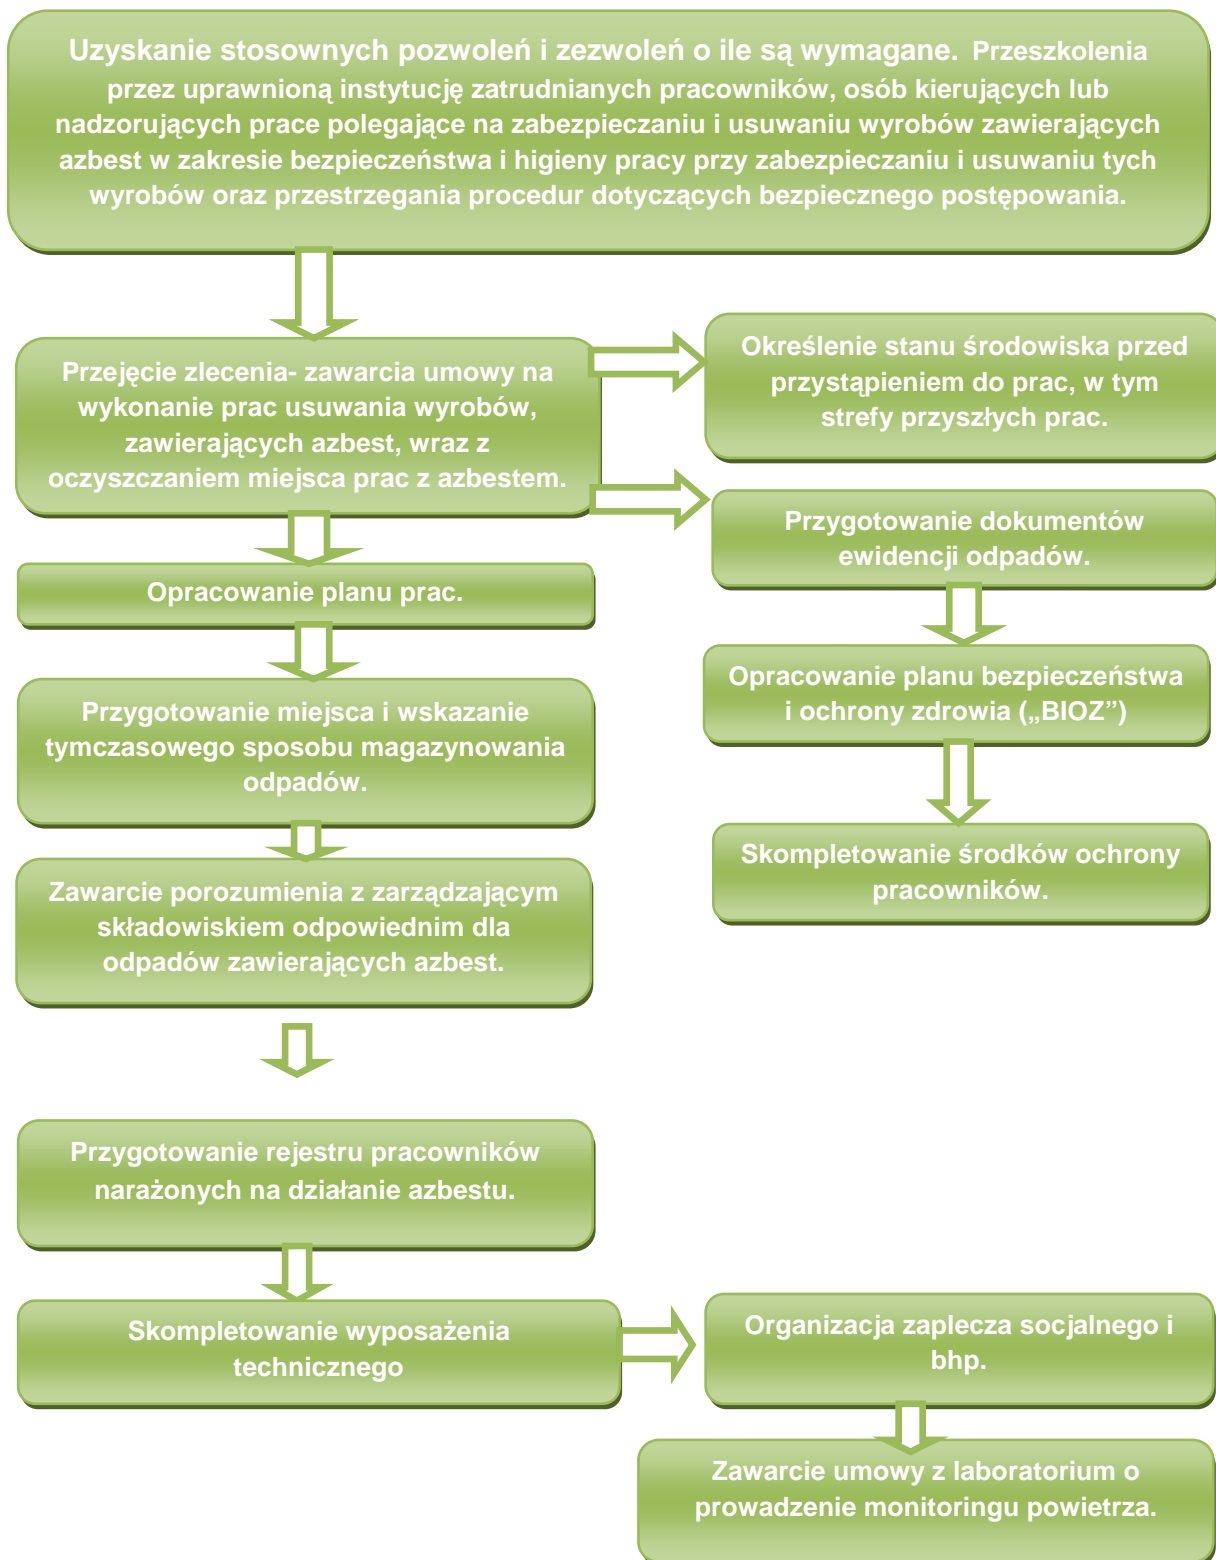 Uzyskanie stosownych pozwoleń i zezwoleń o ile są wymagane. Przeszkolenia
przez uprawnioną instytucję zatrudnianych pracowników, osób kierujących lub
nadzorujących prace polegające na zabezpieczaniu i usuwaniu wyrobów zawierających
azbest w zakresie bezpieczeństwa i higieny pracy przy zabezpieczaniu i usuwaniu tych
wyrobów oraz przestrzegania procedur dotyczących bezpiecznego postępowania.
Przejęcie zlecenia- zawarcia umowy na
wykonanie prac usuwania wyrobów,
zawierających azbest, wraz z
oczyszczaniem miejsca prac z azbestem.
Określenie stanu środowiska przed
przystąpieniem do prac, w tym
strefy przyszłych prac.
Przygotowanie dokumentów
ewidencji odpadów.
Opracowanie planu prac.
Opracowanie planu bezpieczeństwa
i ochrony zdrowia („BIOZ”)
Przygotowanie miejsca i wskazanie
tymczasowego sposobu magazynowania
odpadów.
Skompletowanie środków ochrony
pracowników.
Zawarcie porozumienia z zarządzającym
składowiskiem odpowiednim dla
odpadów zawierających azbest.
Przygotowanie rejestru pracowników
narażonych na działanie azbestu.
Skompletowanie wyposażenia
technicznego
Organizacja zaplecza socjalnego i
bhp.
Zawarcie umowy z laboratorium o
prowadzenie monitoringu powietrza.